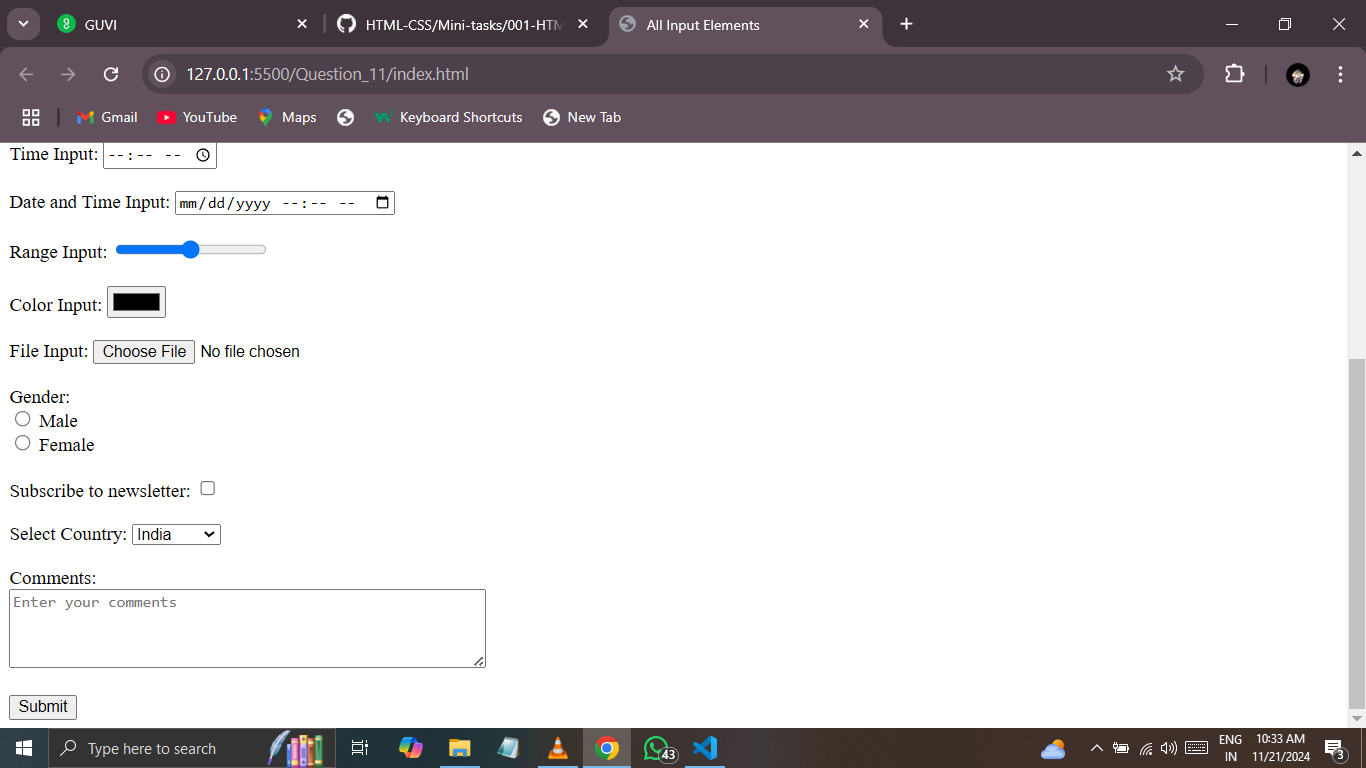 GUVI
HTML-CSS/Mini-tasks/001-HTM
All Input Elements
127.0.0.1:5500/Question_11/index.html
Gmail
YouTube
Maps
Keyboard Shortcuts
New Tab
Time Input: --:-- --
Date and Time Input: mm/dd/yyyy --:-- --
Range Input:
Color Input:
File Input: Choose File No file chosen
Gender:
Male
Female
Subscribe to newsletter:
Select Country: India
Comments:
Enter your comments
Submit
Type here to search
43
ENG
IN
10:33 AM
11/21/2024
3